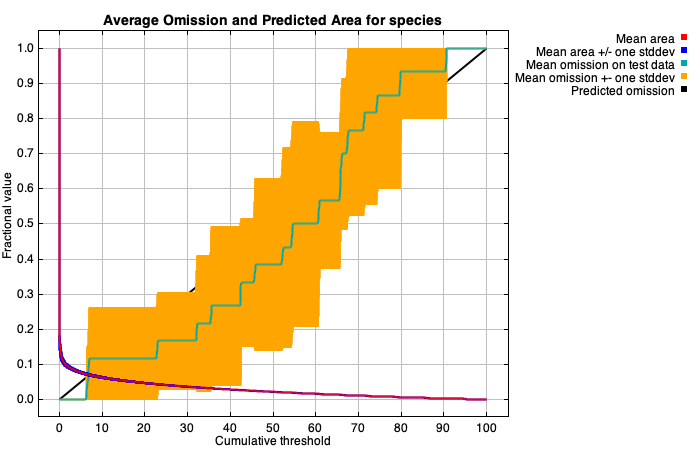 Average Omission and Predicted Area for species
Mean area
Mean area +/- one stddev
Mean omission on test data
Mean omission +- one stddev
Predicted omission
Fractional value
1.0
0.9
0.8
0.7
0.6
0.5
0.4
0.3
0.2
0.1
0.0
0 10 20 30 40 50 60 70 80 90 100
Cumulative threshold